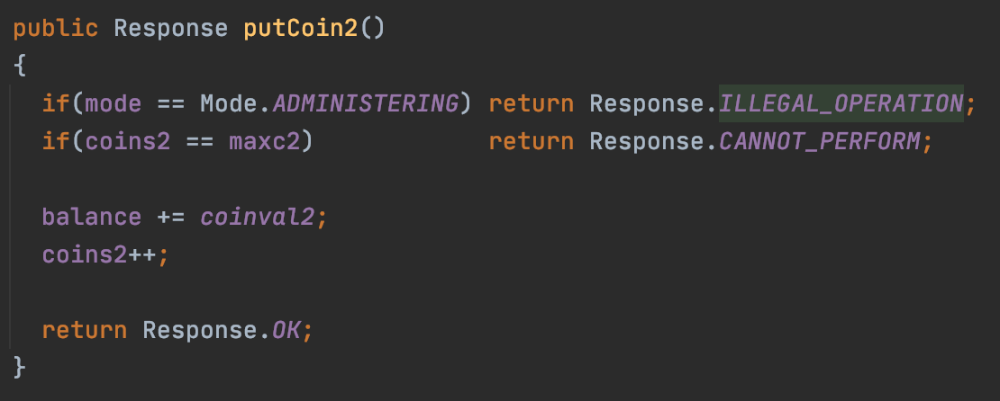 public Response putCoin2()
{
  if(mode == Mode.ADMINISTERING) return Response.ILLEGAL_OPERATION;
  if(coins2 == maxc2)            return Response.CANNOT_PERFORM;

  balance += coinval2;
  coins2++;

  return Response.OK;
}